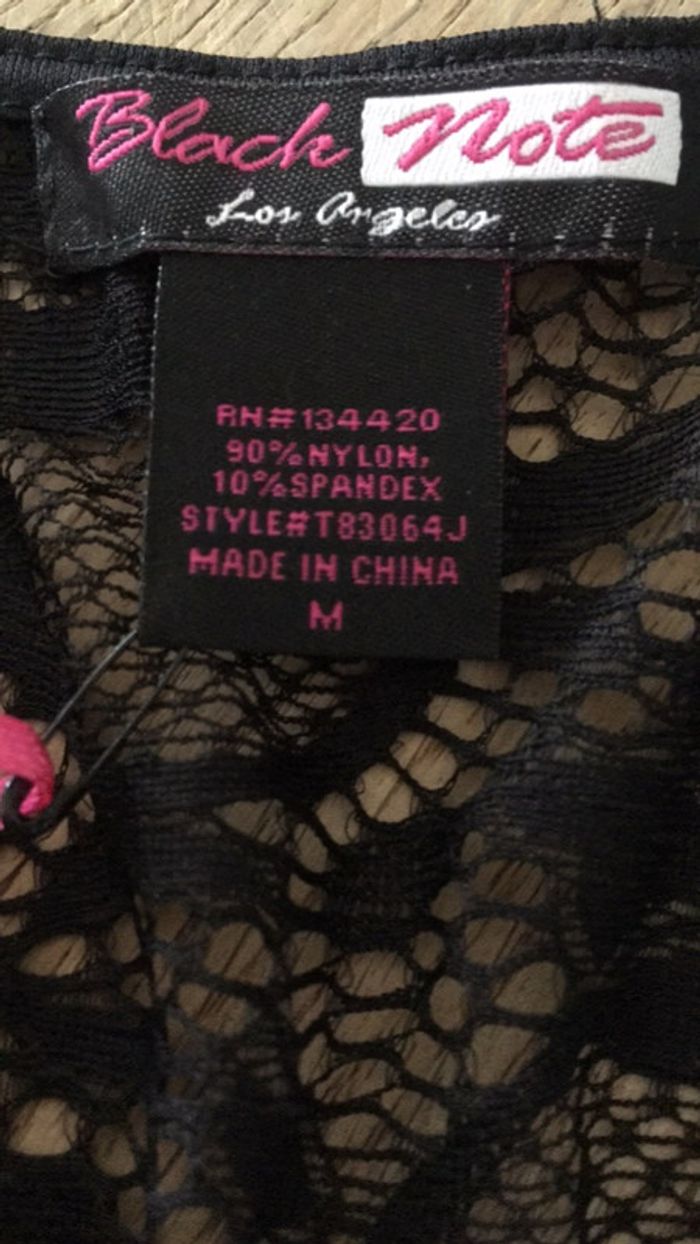 Black Note
Los Angeles
RN#134420
90%NYLON,
10%SPANDEX
STYLE#T83064J
MADE IN CHINA
M